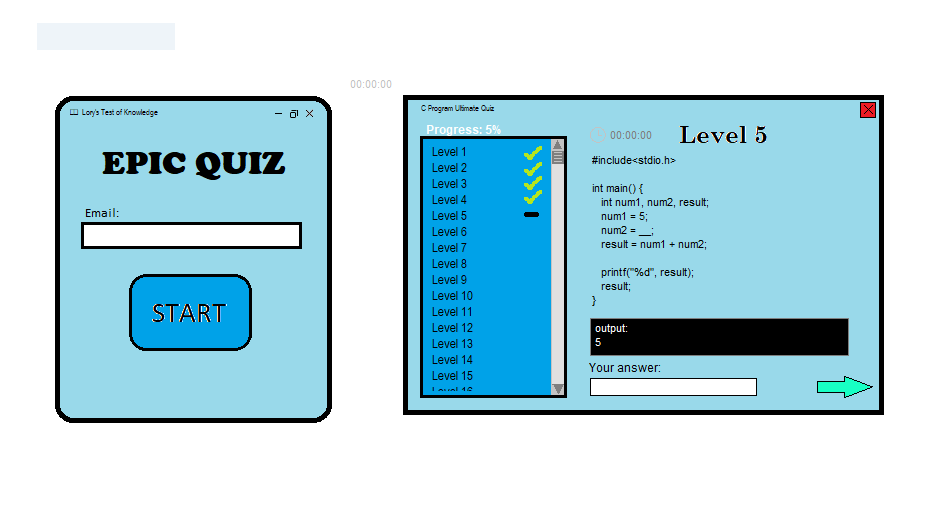 00:00:00
Lory's Test of Knowledge
EPIC QUIZ
Email:
START
C Program Ultimate Quiz
Progress: 5%
Level 1
Level 2
Level 3
Level 4
Level 5
Level 6
Level 7
Level 8
Level 9
Level 10
Level 11
Level 12
Level 13
Level 14
Level 15
Level 16
00:00:00
Level 5
#include<stdio.h>
int main() {
int num1, num2, result;
num1 = 5;
num2 = __;
result = num1 + num2;
printf("%d", result);
result;
}
output:
5
Your answer: